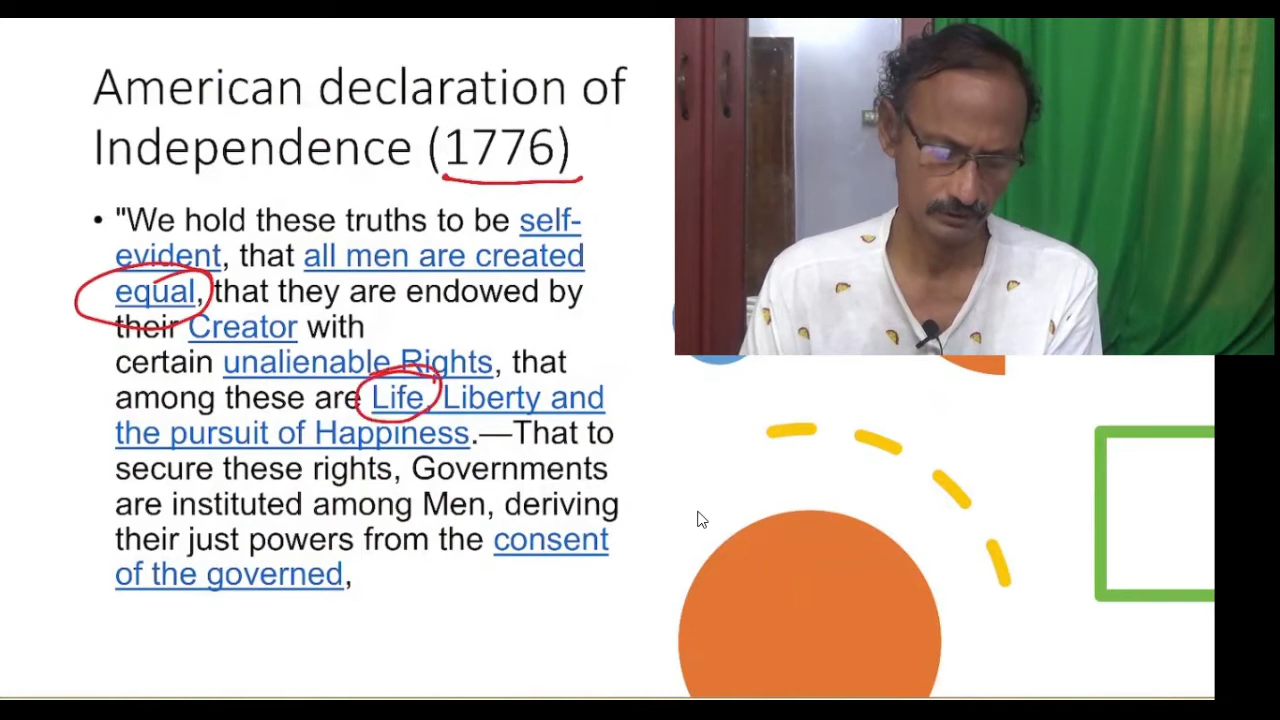 American declaration of
Independence (1776)
• "We hold these truths to be self-
evident, that all men are created
equal, that they are endowed by
their Creator with
certain unalienable Rights, that
among these are Life, Liberty and
the pursuit of Happiness.—That to
secure these rights, Governments
are instituted among Men, deriving
their just powers from the consent
of the governed,